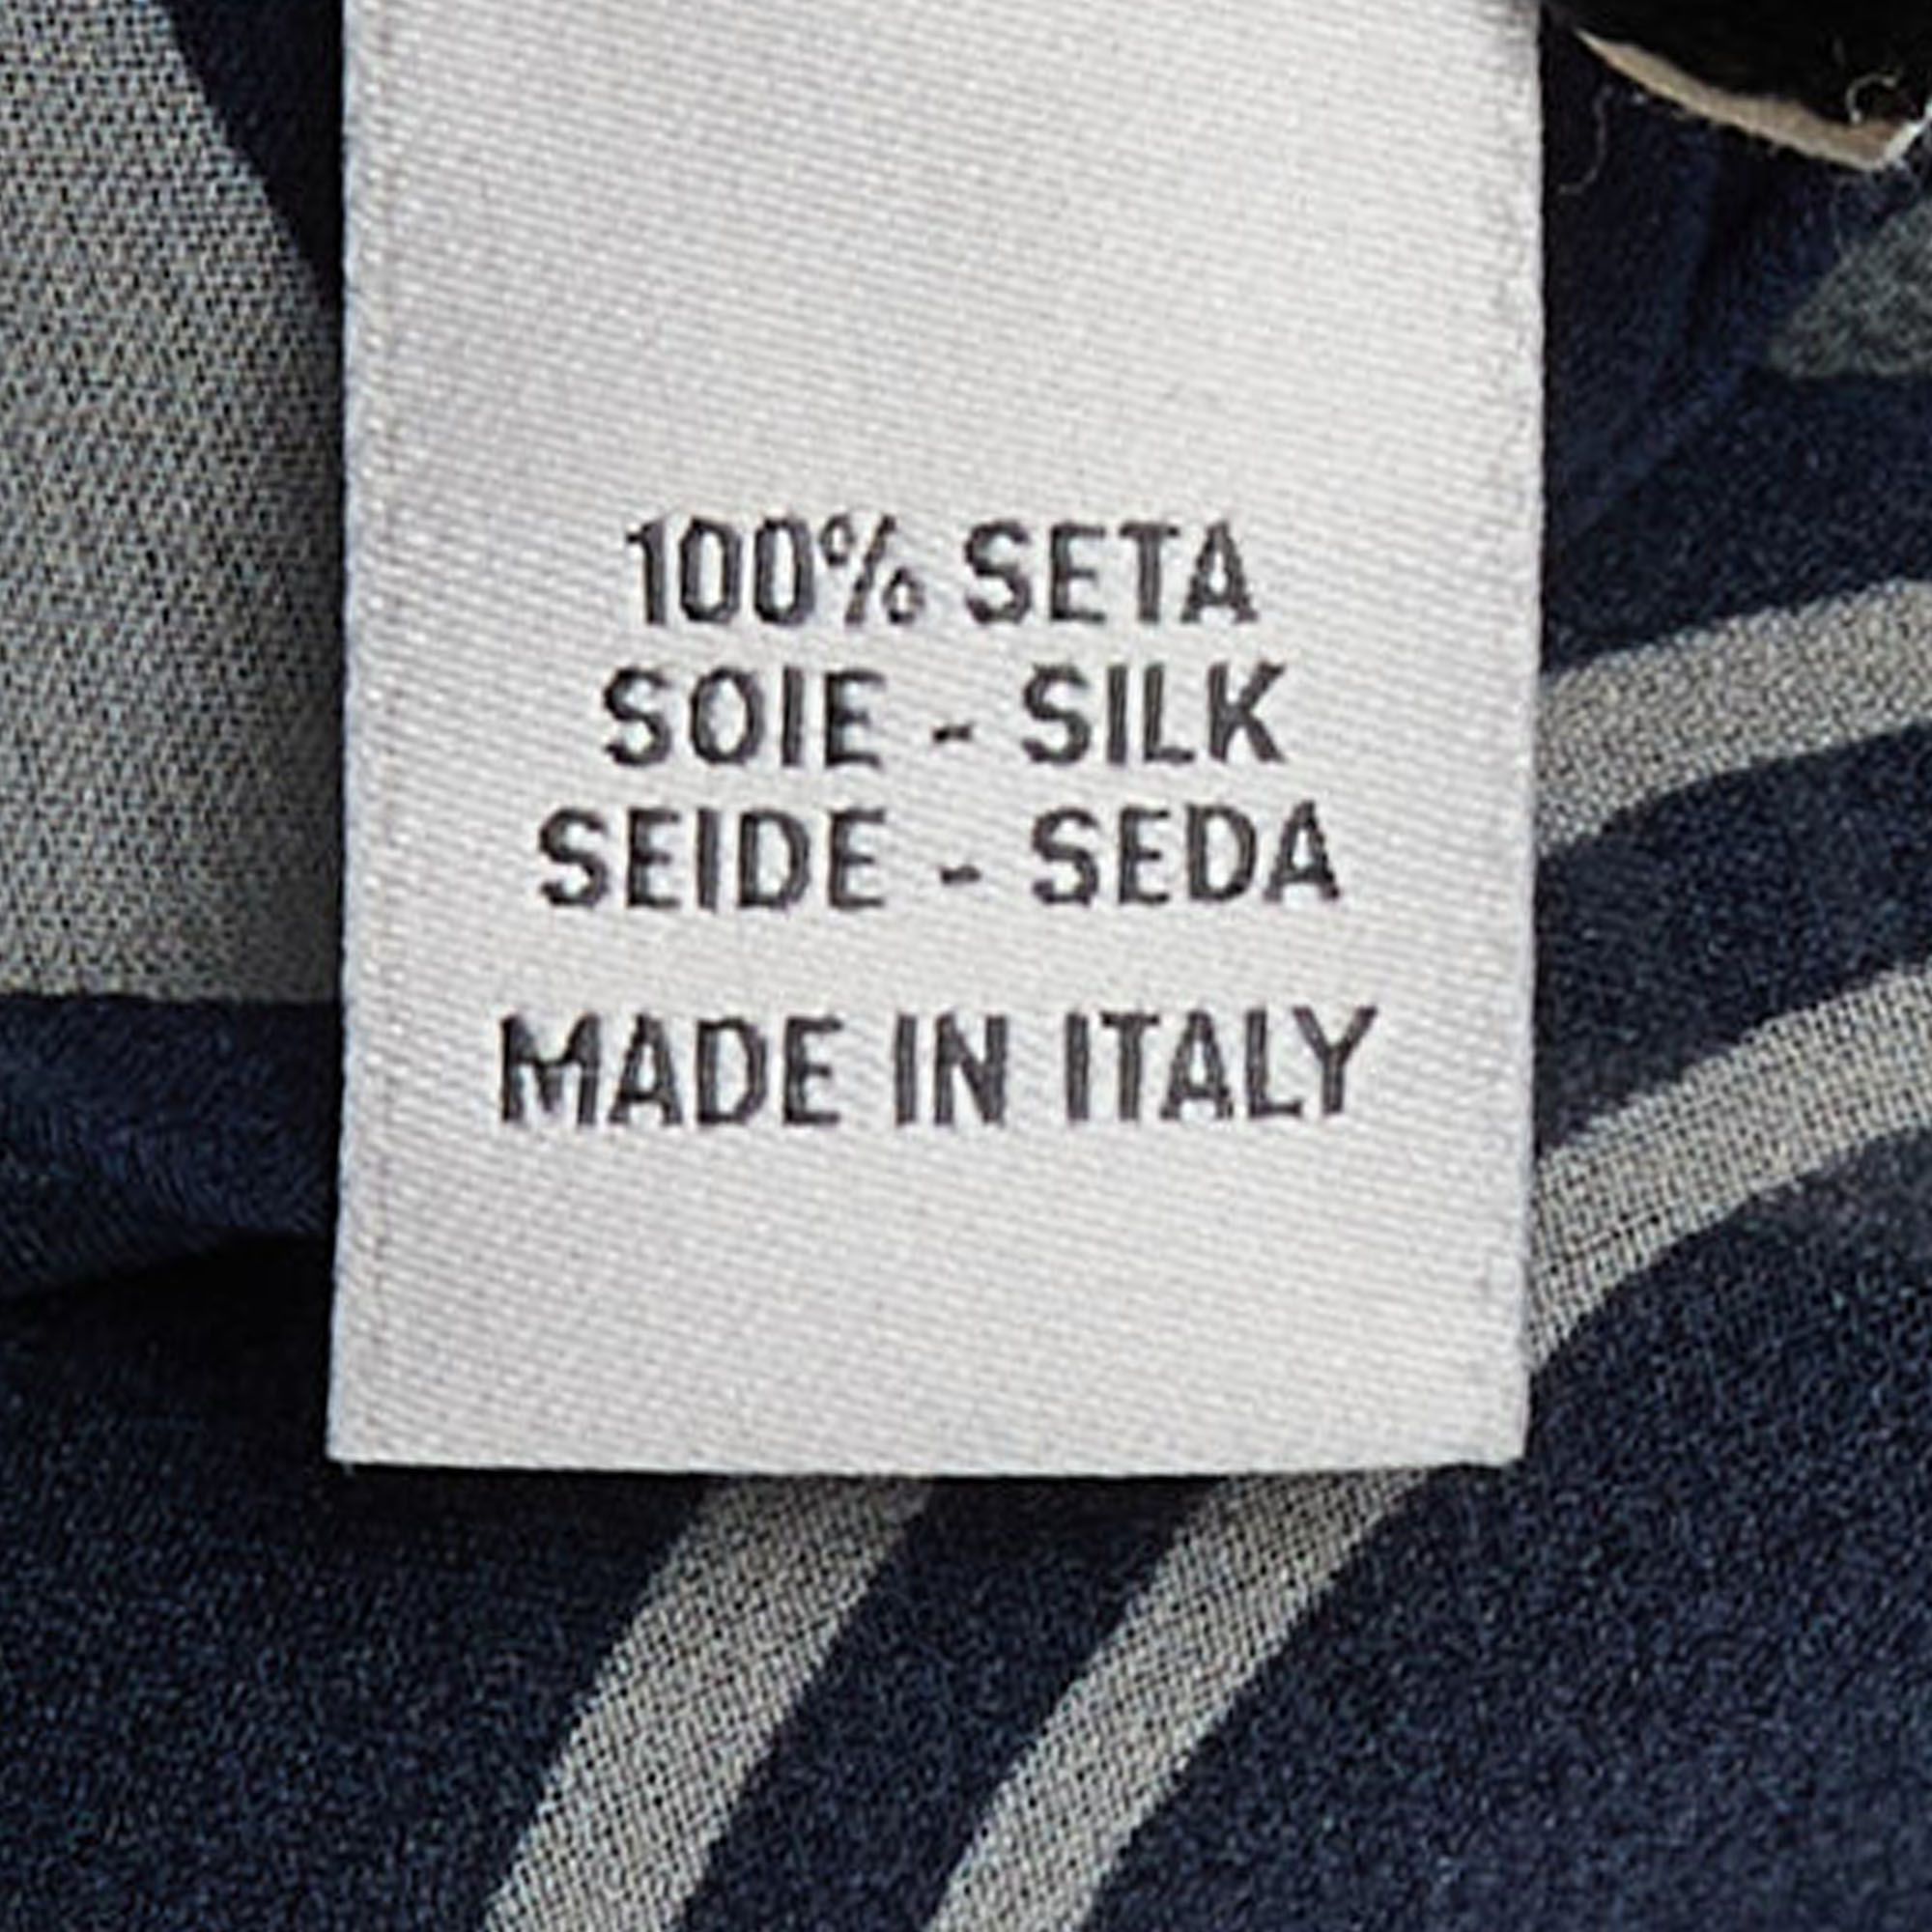 100% SETA
SOIE - SILK
SEIDE - SEDA
MADE IN ITALY